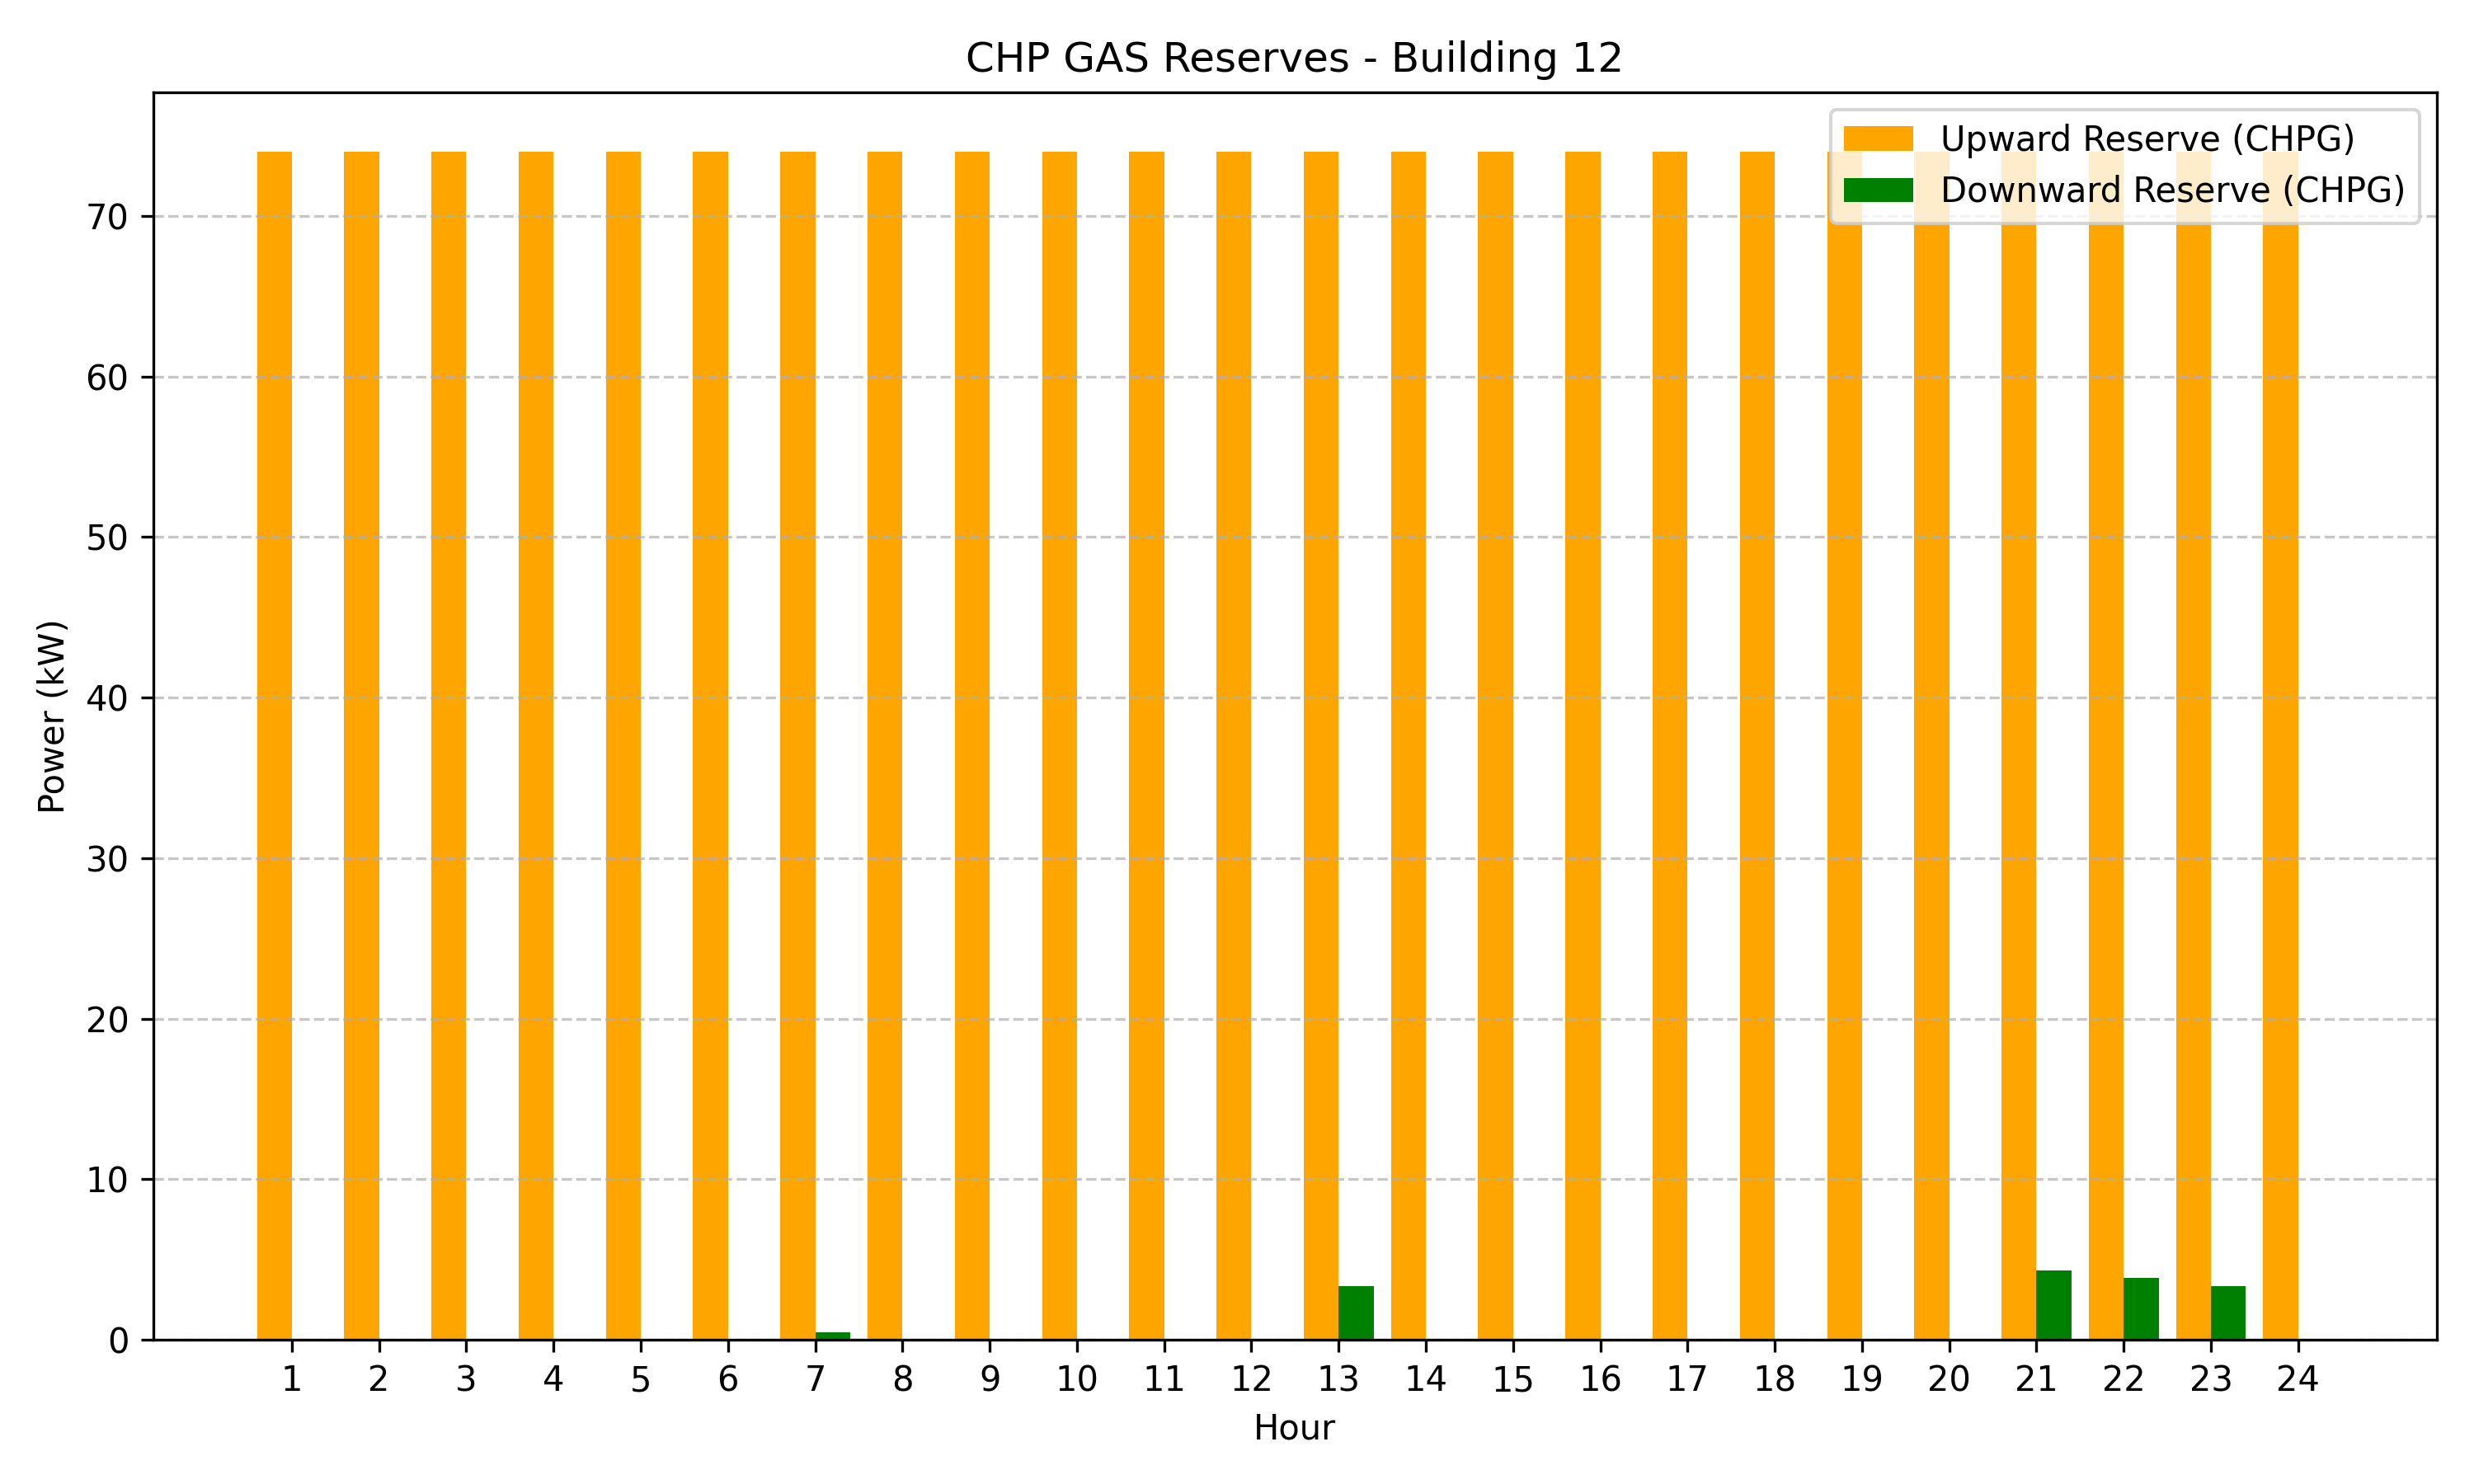 CHP GAS Reserves - Building 12
Upward Reserve (CHPG)
Downward Reserve (CHPG)
70
60
50
40
30
20
10
0
Power (kW)
1 2 3 4 5 6 7 8 9 10 11 12 13 14 15 16 17 18 19 20 21 22 23 24
Hour